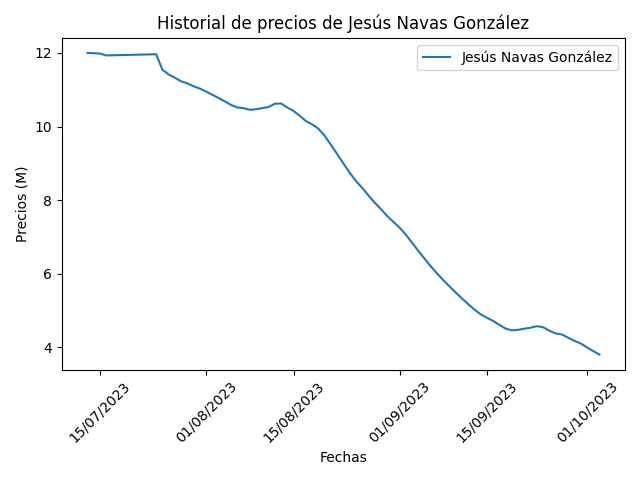 Historial de precios de Jesús Navas González
Jesús Navas González
Precios (M)
12
10
8
6
4
15/07/2023
01/08/2023
15/08/2023
01/09/2023
15/09/2023
01/10/2023
Fechas